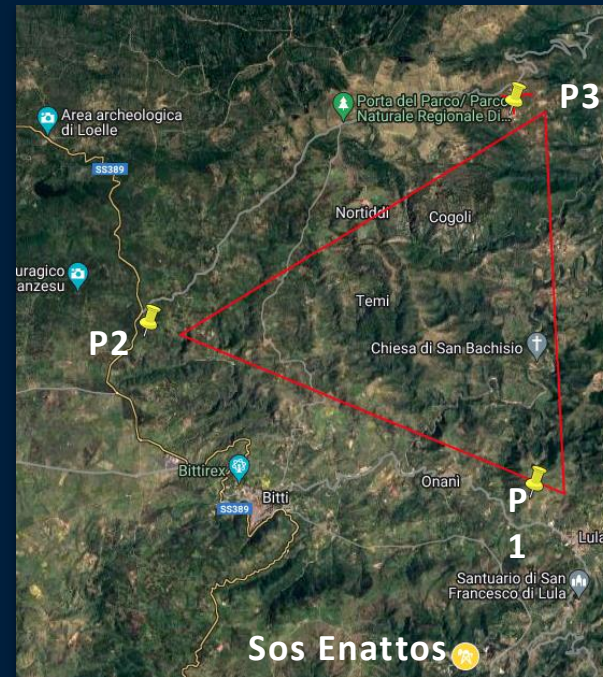 Area archeologica
di Loelle
Porta del Parco/ Parco
Naturale Regionale Di...
P3
SS389
Nortiddi
Cogoli
uragico
anzesu
Temi
P2
Chiesa di San Bachisio
Bittirex
Onanì
P
1
Bitti
SS389
Lula
Santuario di San
Francesco di Lula
Sos Enattos